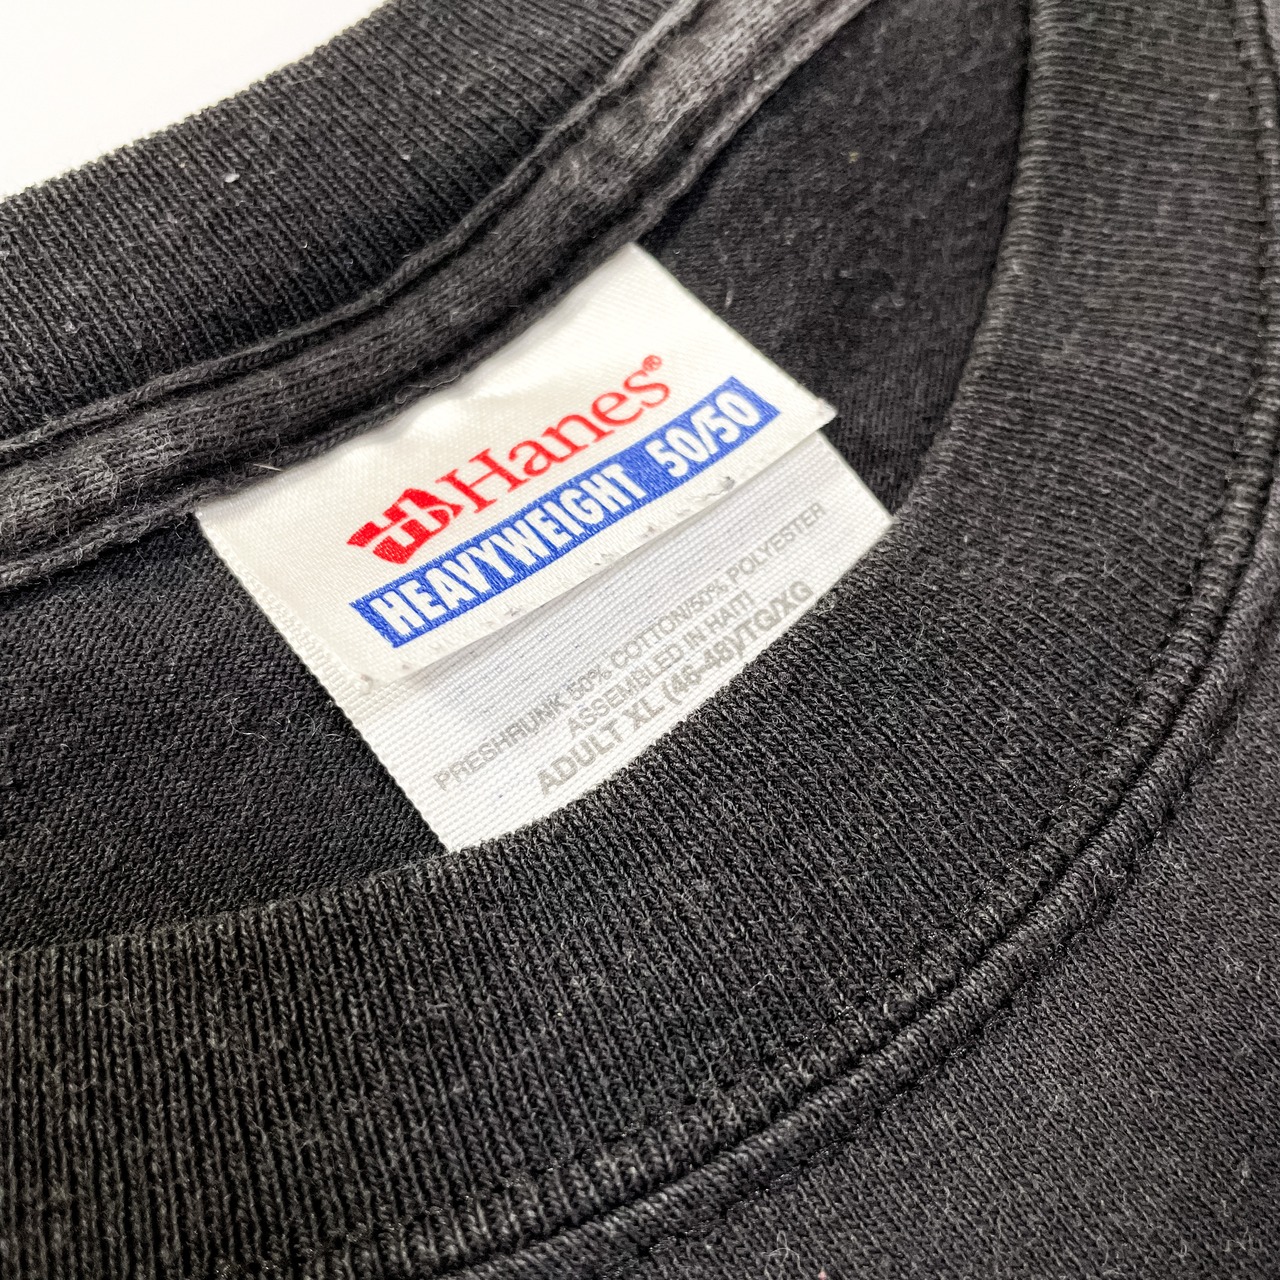 Hanes®
HEAVYWEIGHT 50/50
PRESHRUNK 50% COTTON/50% POLYESTER
ASSEMBLED IN HAITI
ADULT XL (46-48)/TG/XG